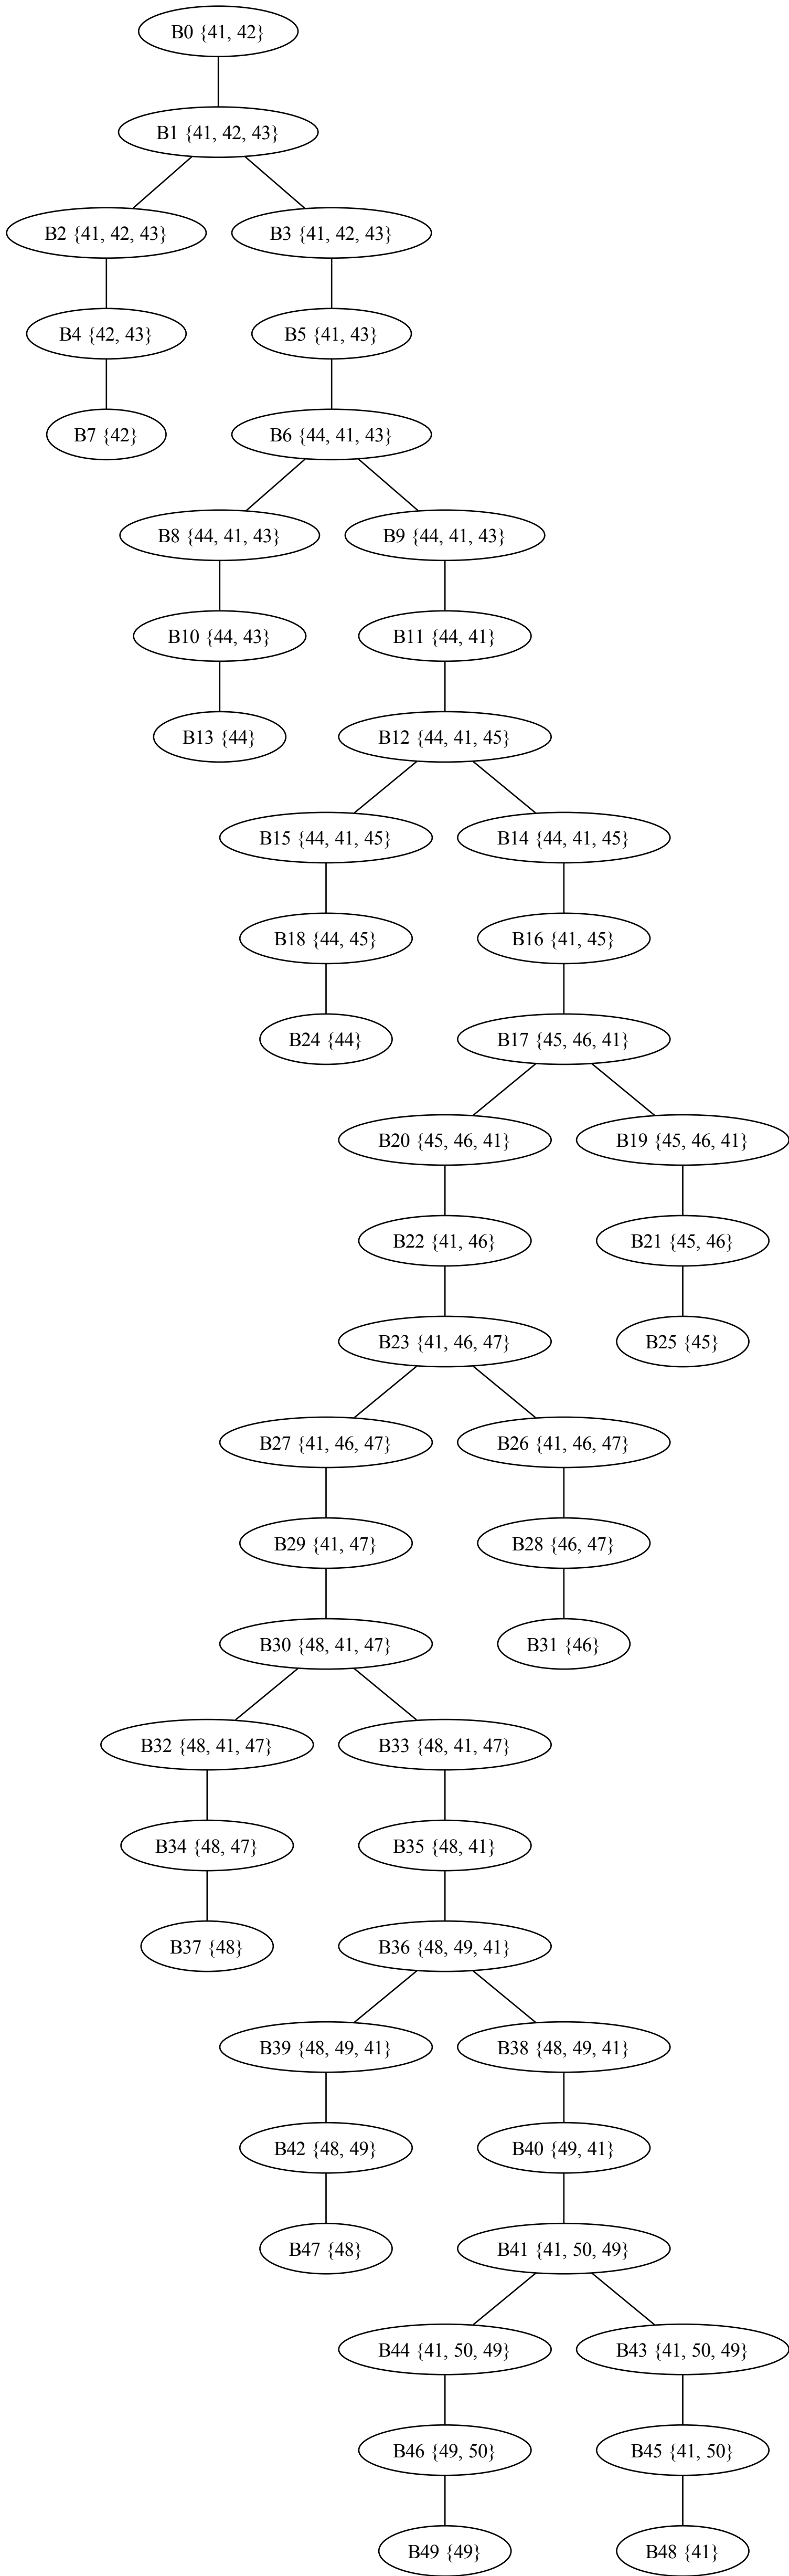 B0 {41, 42}
B1 {41, 42, 43}
B2 {41, 42, 43}
B3 {41, 42, 43}
B4 {42, 43}
B5 {41, 43}
B7 {42}
B6 {44, 41, 43}
B8 {44, 41, 43}
B9 {44, 41, 43}
B10 {44, 43}
B11 {44, 41}
B13 {44}
B12 {44, 41, 45}
B15 {44, 41, 45}
B14 {44, 41, 45}
B18 {44, 45}
B16 {41, 45}
B24 {44}
B17 {45, 46, 41}
B20 {45, 46, 41}
B19 {45, 46, 41}
B22 {41, 46}
B21 {45, 46}
B23 {41, 46, 47}
B25 {45}
B27 {41, 46, 47}
B26 {41, 46, 47}
B29 {41, 47}
B28 {46, 47}
B30 {48, 41, 47}
B31 {46}
B32 {48, 41, 47}
B33 {48, 41, 47}
B34 {48, 47}
B35 {48, 41}
B37 {48}
B36 {48, 49, 41}
B39 {48, 49, 41}
B38 {48, 49, 41}
B42 {48, 49}
B40 {49, 41}
B47 {48}
B41 {41, 50, 49}
B44 {41, 50, 49}
B43 {41, 50, 49}
B46 {49, 50}
B45 {41, 50}
B49 {49}
B48 {41}